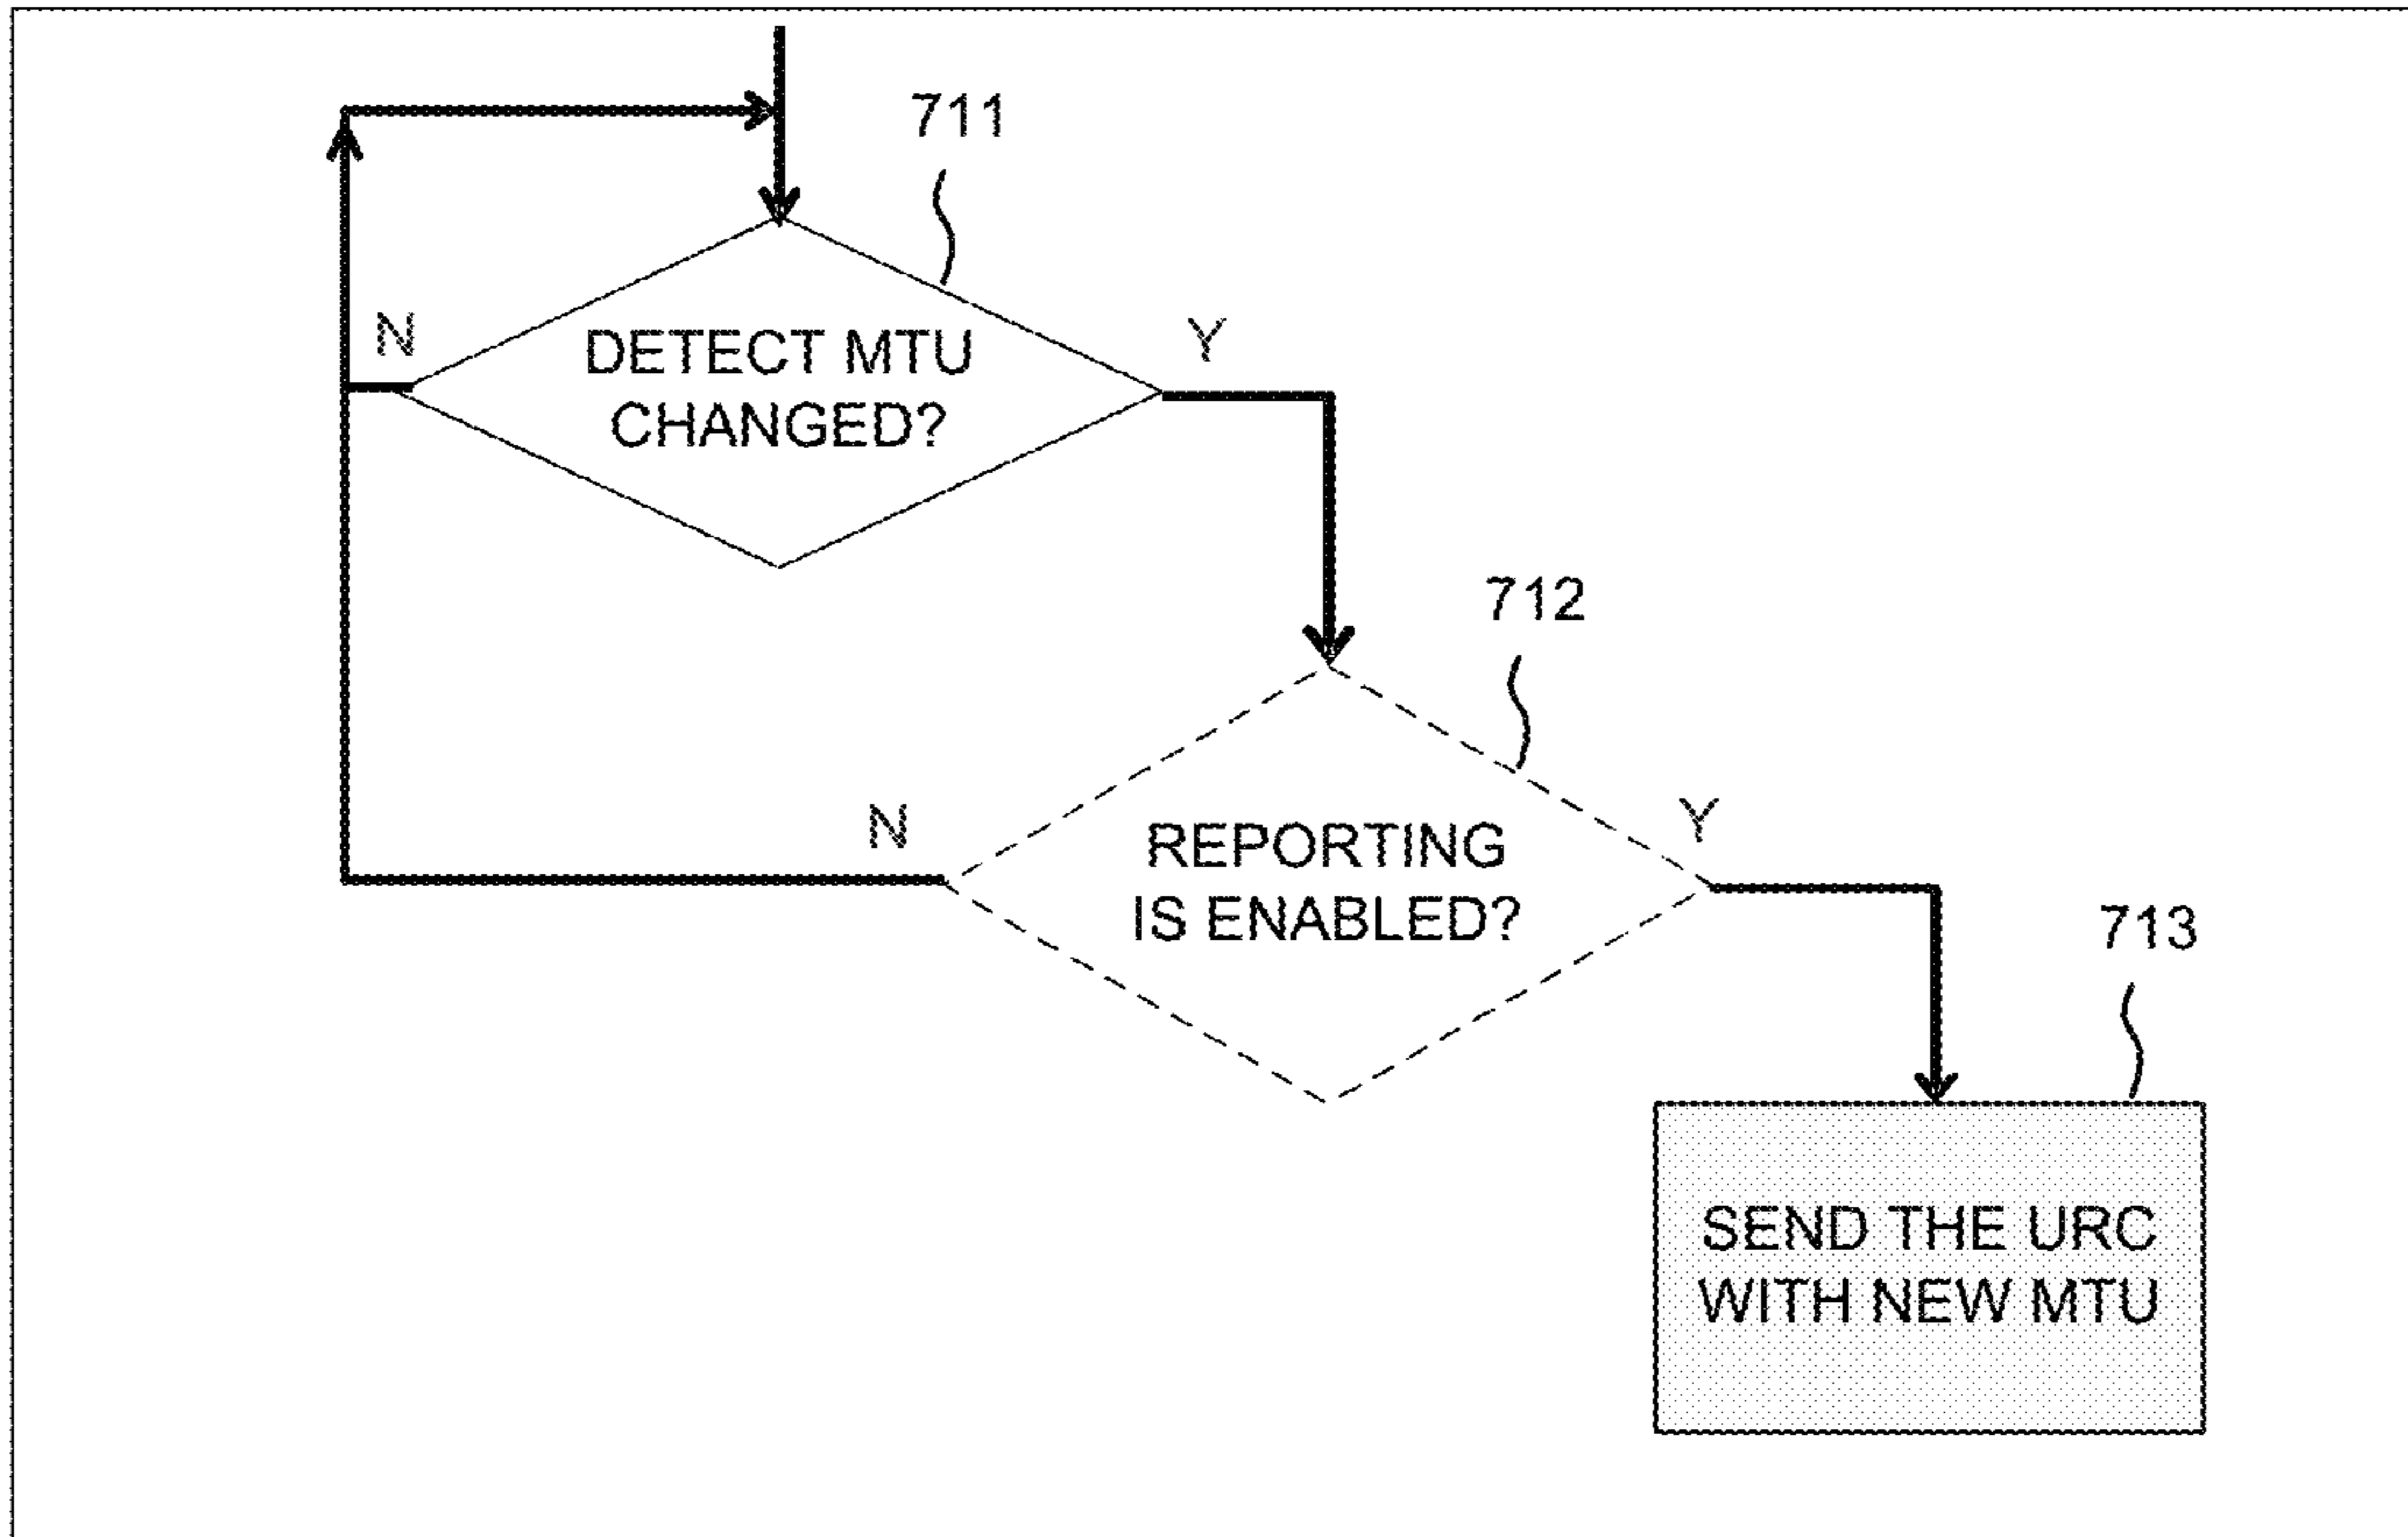 711
N
Y
DETECT MTU
CHANGED?
712
N
Y
REPORTING
IS ENABLED?
713
SEND THE URC
WITH NEW MTU